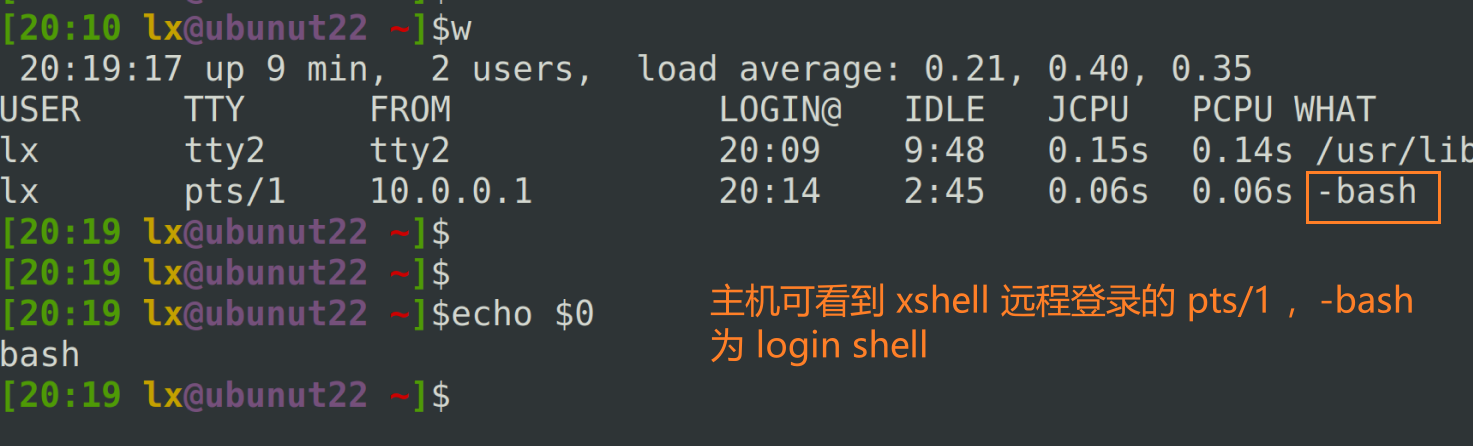 [20:10 lx@ubunut22 ~]$w
 20:19:17 up 9 min,  2 users,  load average: 0.21, 0.40, 0.35
USER     TTY      FROM             LOGIN@   IDLE   JCPU   PCPU WHAT
lx       tty2     tty2             20:09    9:48   0.15s  0.14s /usr/lib
lx       pts/1    10.0.0.1         20:14    2:45   0.06s  0.06s -bash
[20:19 lx@ubunut22 ~]$
[20:19 lx@ubunut22 ~]$
[20:19 lx@ubunut22 ~]$echo $0
bash
[20:19 lx@ubunut22 ~]$
主机可看到 xshell 远程登录的 pts/1 ，-bash
为 login shell